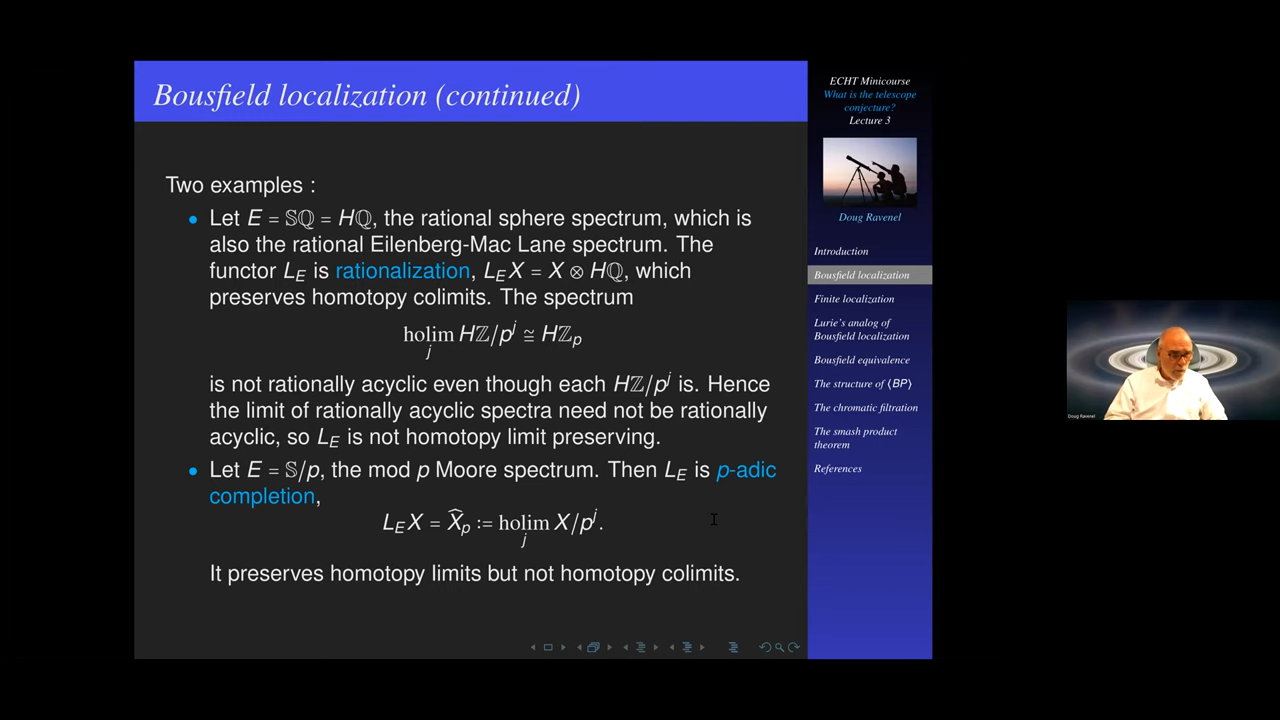 Bousfield localization (continued)
Two examples :
• Let E = 𝕊ℚ = Hℚ, the rational sphere spectrum, which is
also the rational Eilenberg-Mac Lane spectrum. The
functor L_E is rationalization, L_E X = X ⊗ Hℚ, which
preserves homotopy colimits. The spectrum
holim_j Hℤ/p^j ≅ Hℤ_p
is not rationally acyclic even though each Hℤ/p^j is. Hence
the limit of rationally acyclic spectra need not be rationally
acyclic, so L_E is not homotopy limit preserving.
• Let E = 𝕊/p, the mod p Moore spectrum. Then L_E is p-adic
completion,
L_E X = X̂_p := holim_j X/p^j.
It preserves homotopy limits but not homotopy colimits.
ECHT Minicourse
What is the telescope
conjecture?
Lecture 3
Doug Ravenel
Introduction
Bousfield localization
Finite localization
Lurie's analog of
Bousfield localization
Bousfield equivalence
The structure of ⟨BP⟩
The chromatic filtration
The smash product
theorem
References
Doug Ravenel